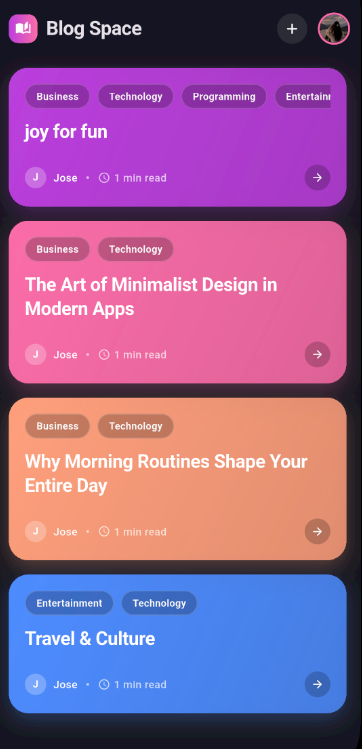 Blog Space
Business Technology Programming Entertainm
joy for fun
J Jose • 1 min read
Business Technology
The Art of Minimalist Design in
Modern Apps
J Jose • 1 min read
Business Technology
Why Morning Routines Shape Your
Entire Day
J Jose • 1 min read
Entertainment Technology
Travel & Culture
J Jose • 1 min read